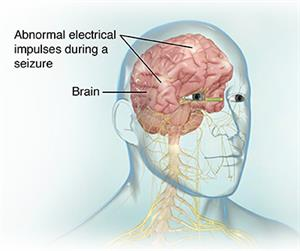 Abnormal electrical
impulses during a
seizure
Brain